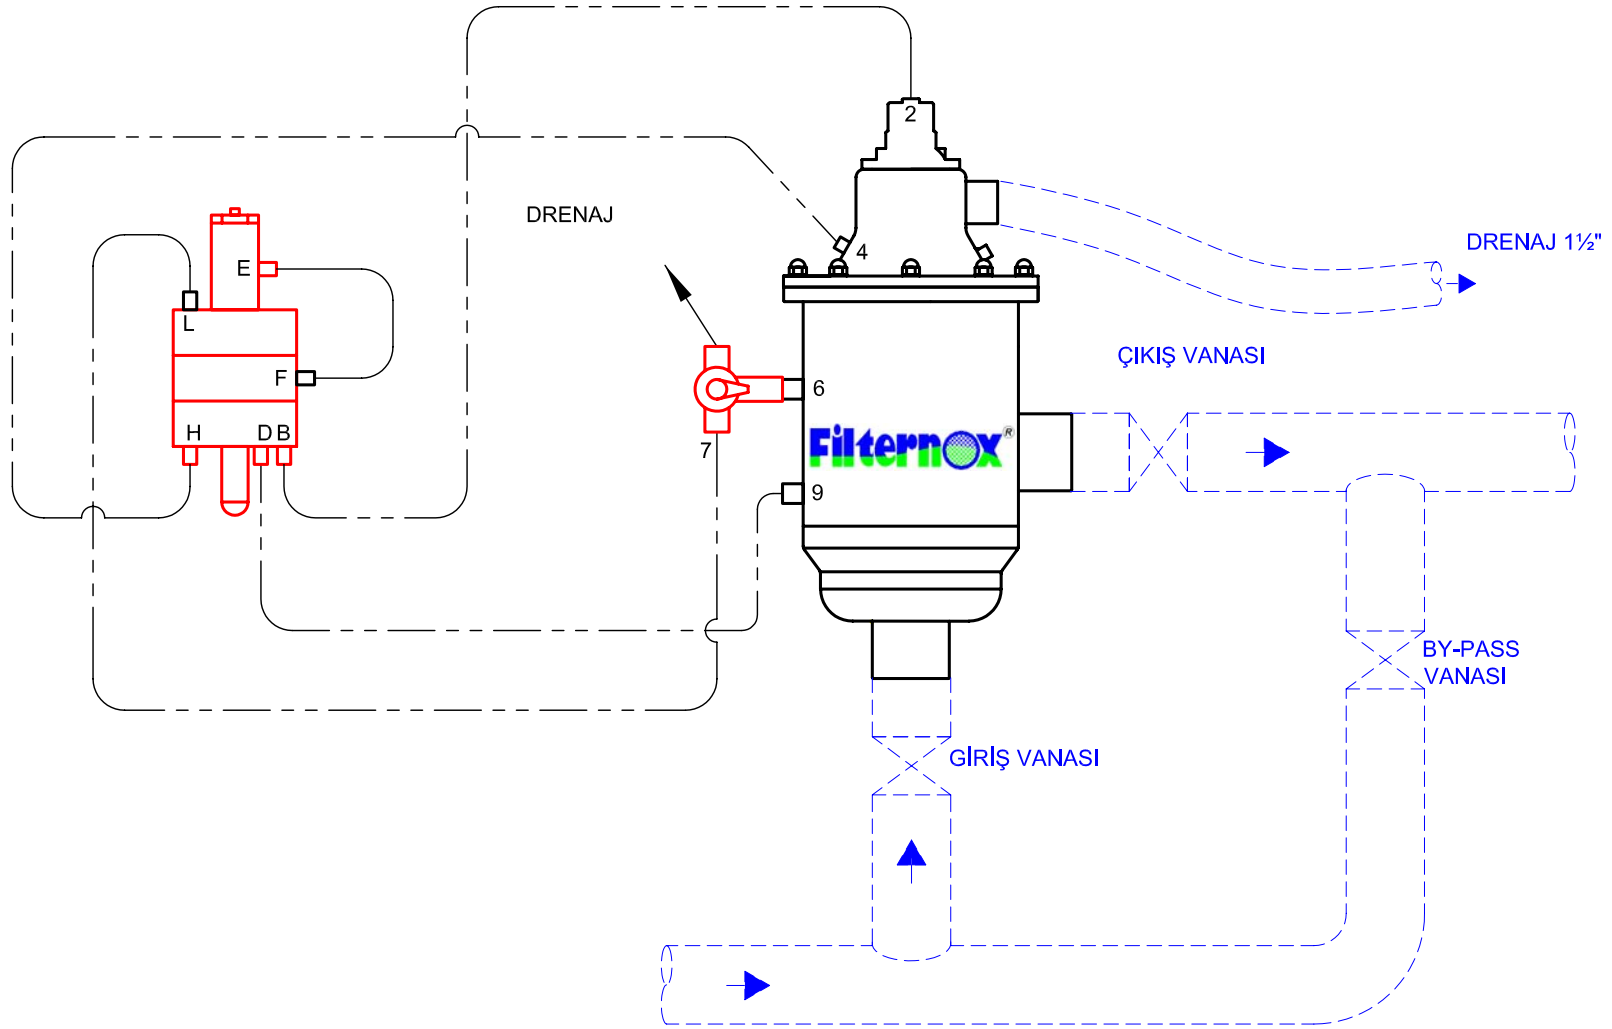 2
DRENAJ
4
DRENAJ 1½"
E
L
ÇIKIŞ VANASI
F
6
H
D
B
7
Filternox®
9
BY-PASS
VANASI
GİRİŞ VANASI